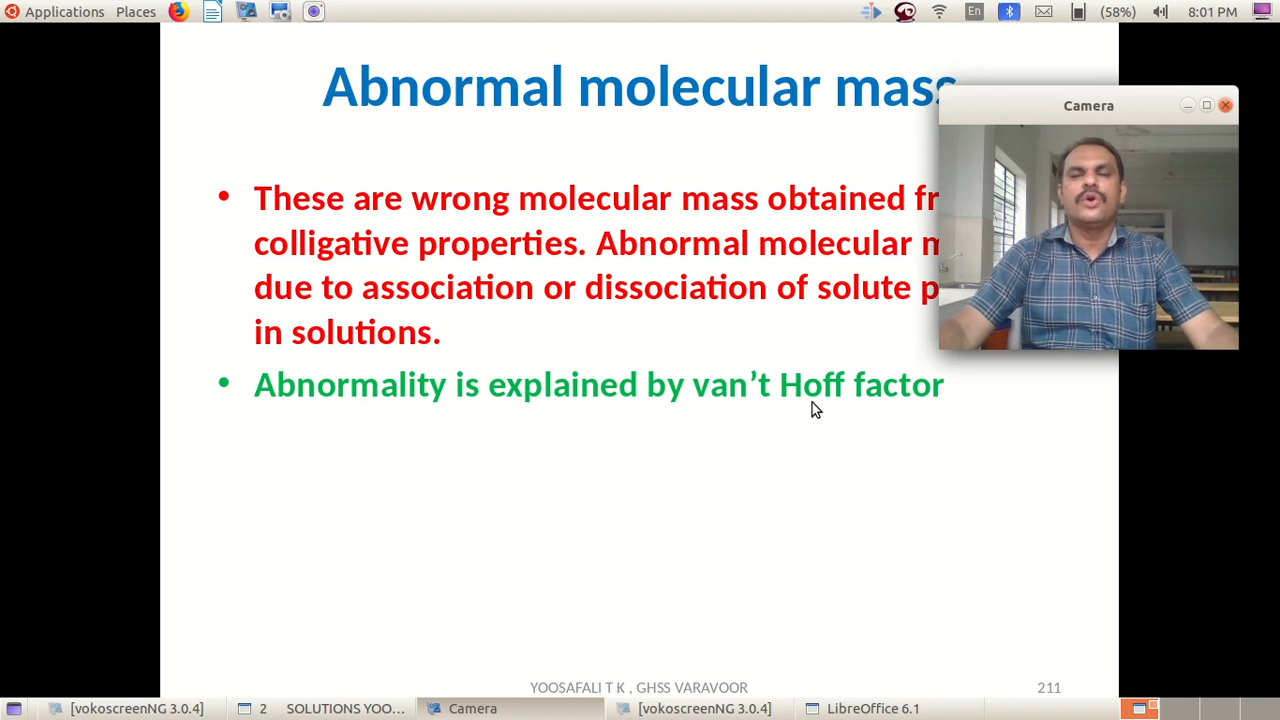 Applications Places En (58%) 8:01 PM
Abnormal molecular mass
Camera
• These are wrong molecular mass obtained
colligative properties. Abnormal molecular
due to association or dissociation of solute
in solutions.
• Abnormality is explained by van’t Hoff factor
YOOSAFALI T K , GHSS VARAVOOR 211
[vokoscreenNG 3.0.4] 2 SOLUTIONS YOO... Camera [vokoscreenNG 3.0.4] LibreOffice 6.1